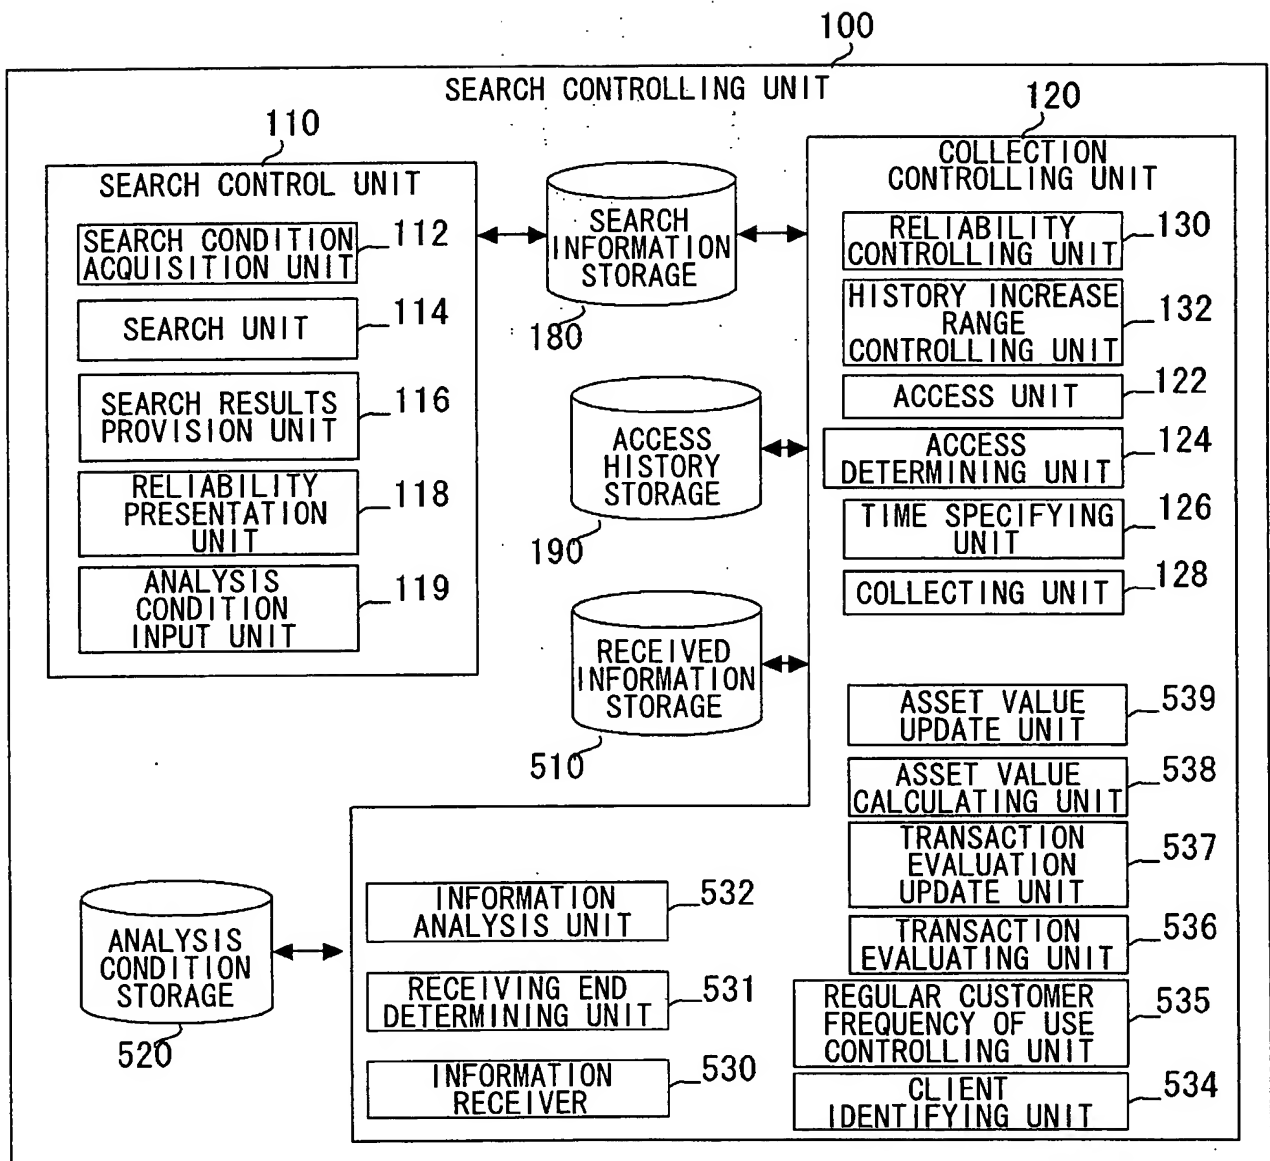 100
SEARCH CONTROLLING UNIT
110
SEARCH CONTROL UNIT
SEARCH CONDITION
ACQUISITION UNIT
112
SEARCH UNIT
114
SEARCH RESULTS
PROVISION UNIT
116
RELIABILITY
PRESENTATION
UNIT
118
ANALYSIS
CONDITION
INPUT UNIT
119
SEARCH
INFORMATION
STORAGE
180
ACCESS
HISTORY
STORAGE
190
RECEIVED
INFORMATION
STORAGE
510
120
COLLECTION
CONTROLLING UNIT
RELIABILITY
CONTROLLING UNIT
130
HISTORY INCREASE
RANGE
CONTROLLING UNIT
132
ACCESS UNIT
122
ACCESS
DETERMINING UNIT
124
TIME SPECIFYING
UNIT
126
COLLECTING UNIT
128
ASSET VALUE
UPDATE UNIT
539
ASSET VALUE
CALCULATING UNIT
538
TRANSACTION
EVALUATION
UPDATE UNIT
537
TRANSACTION
EVALUATING UNIT
536
REGULAR CUSTOMER
FREQUENCY OF USE
CONTROLLING UNIT
535
CLIENT
IDENTIFYING UNIT
534
INFORMATION
ANALYSIS UNIT
532
RECEIVING END
DETERMINING UNIT
531
INFORMATION
RECEIVER
530
ANALYSIS
CONDITION
STORAGE
520